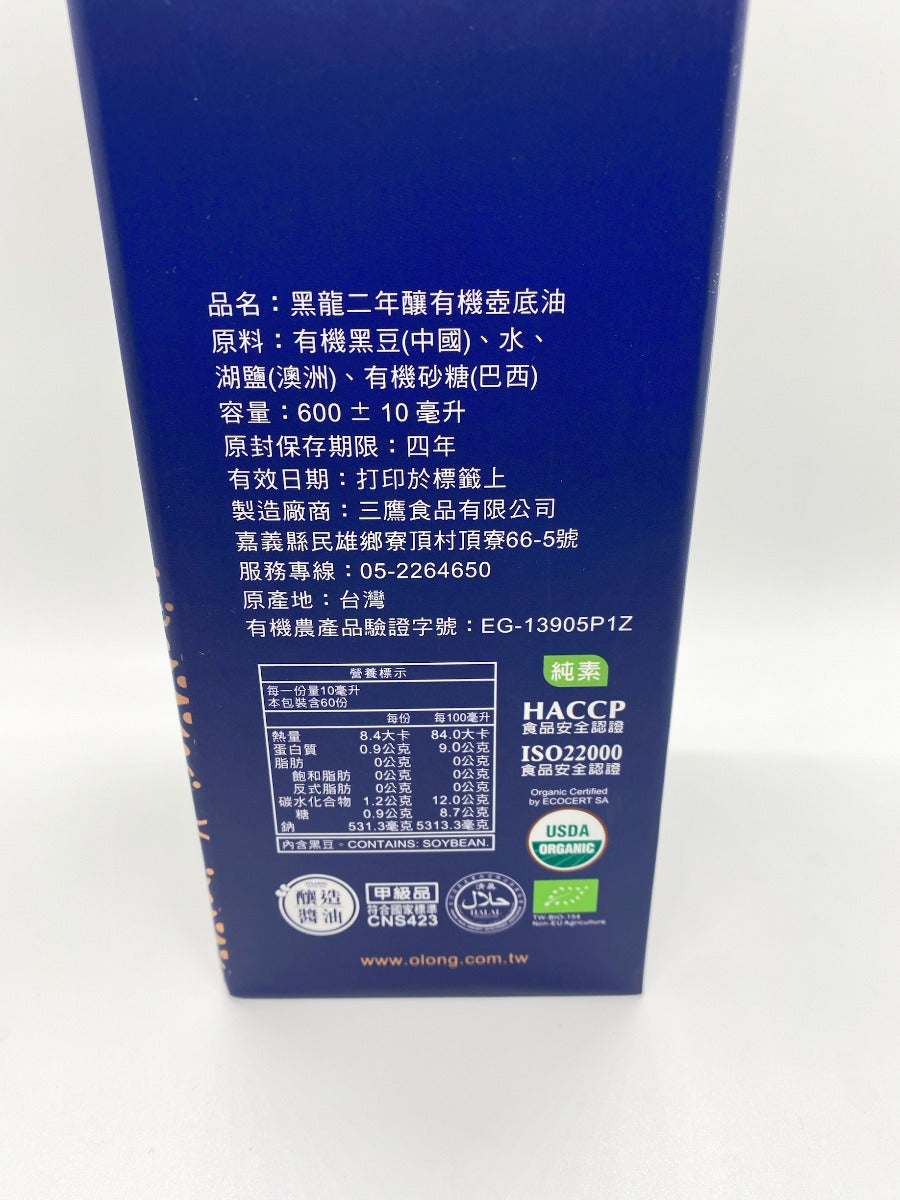 品名：黑龍二年釀有機壺底油
原料：有機黑豆(中國)、水、
湖鹽(澳洲)、有機砂糖(巴西)
容量：600 ± 10 毫升
原封保存期限：四年
有效日期：打印於標籤上
製造廠商：三鷹食品有限公司
嘉義縣民雄鄉寮頂村頂寮66-5號
服務專線：05-2264650
原產地：台灣
有機農產品驗證字號：EG-13905P1Z
營養標示
每一份量10毫升
本包裝含60份
每份 每100毫升
熱量 8.4大卡 84.0大卡
蛋白質 0.9公克 9.0公克
脂肪 0公克 0公克
飽和脂肪 0公克 0公克
反式脂肪 0公克 0公克
碳水化合物 1.2公克 12.0公克
糖 0.9公克 8.7公克
鈉 531.3毫克 5313.3毫克
內含黑豆。CONTAINS: SOYBEAN.
純素
HACCP
食品安全認證
ISO22000
食品安全認證
Organic Certified
by ECOCERT SA
USDA
ORGANIC
釀造
醬油
甲級品
符合國家標準
CNS423
清真
حلال
HALAL
TW-BIO-154
Non-EU Agriculture
www.olong.com.tw